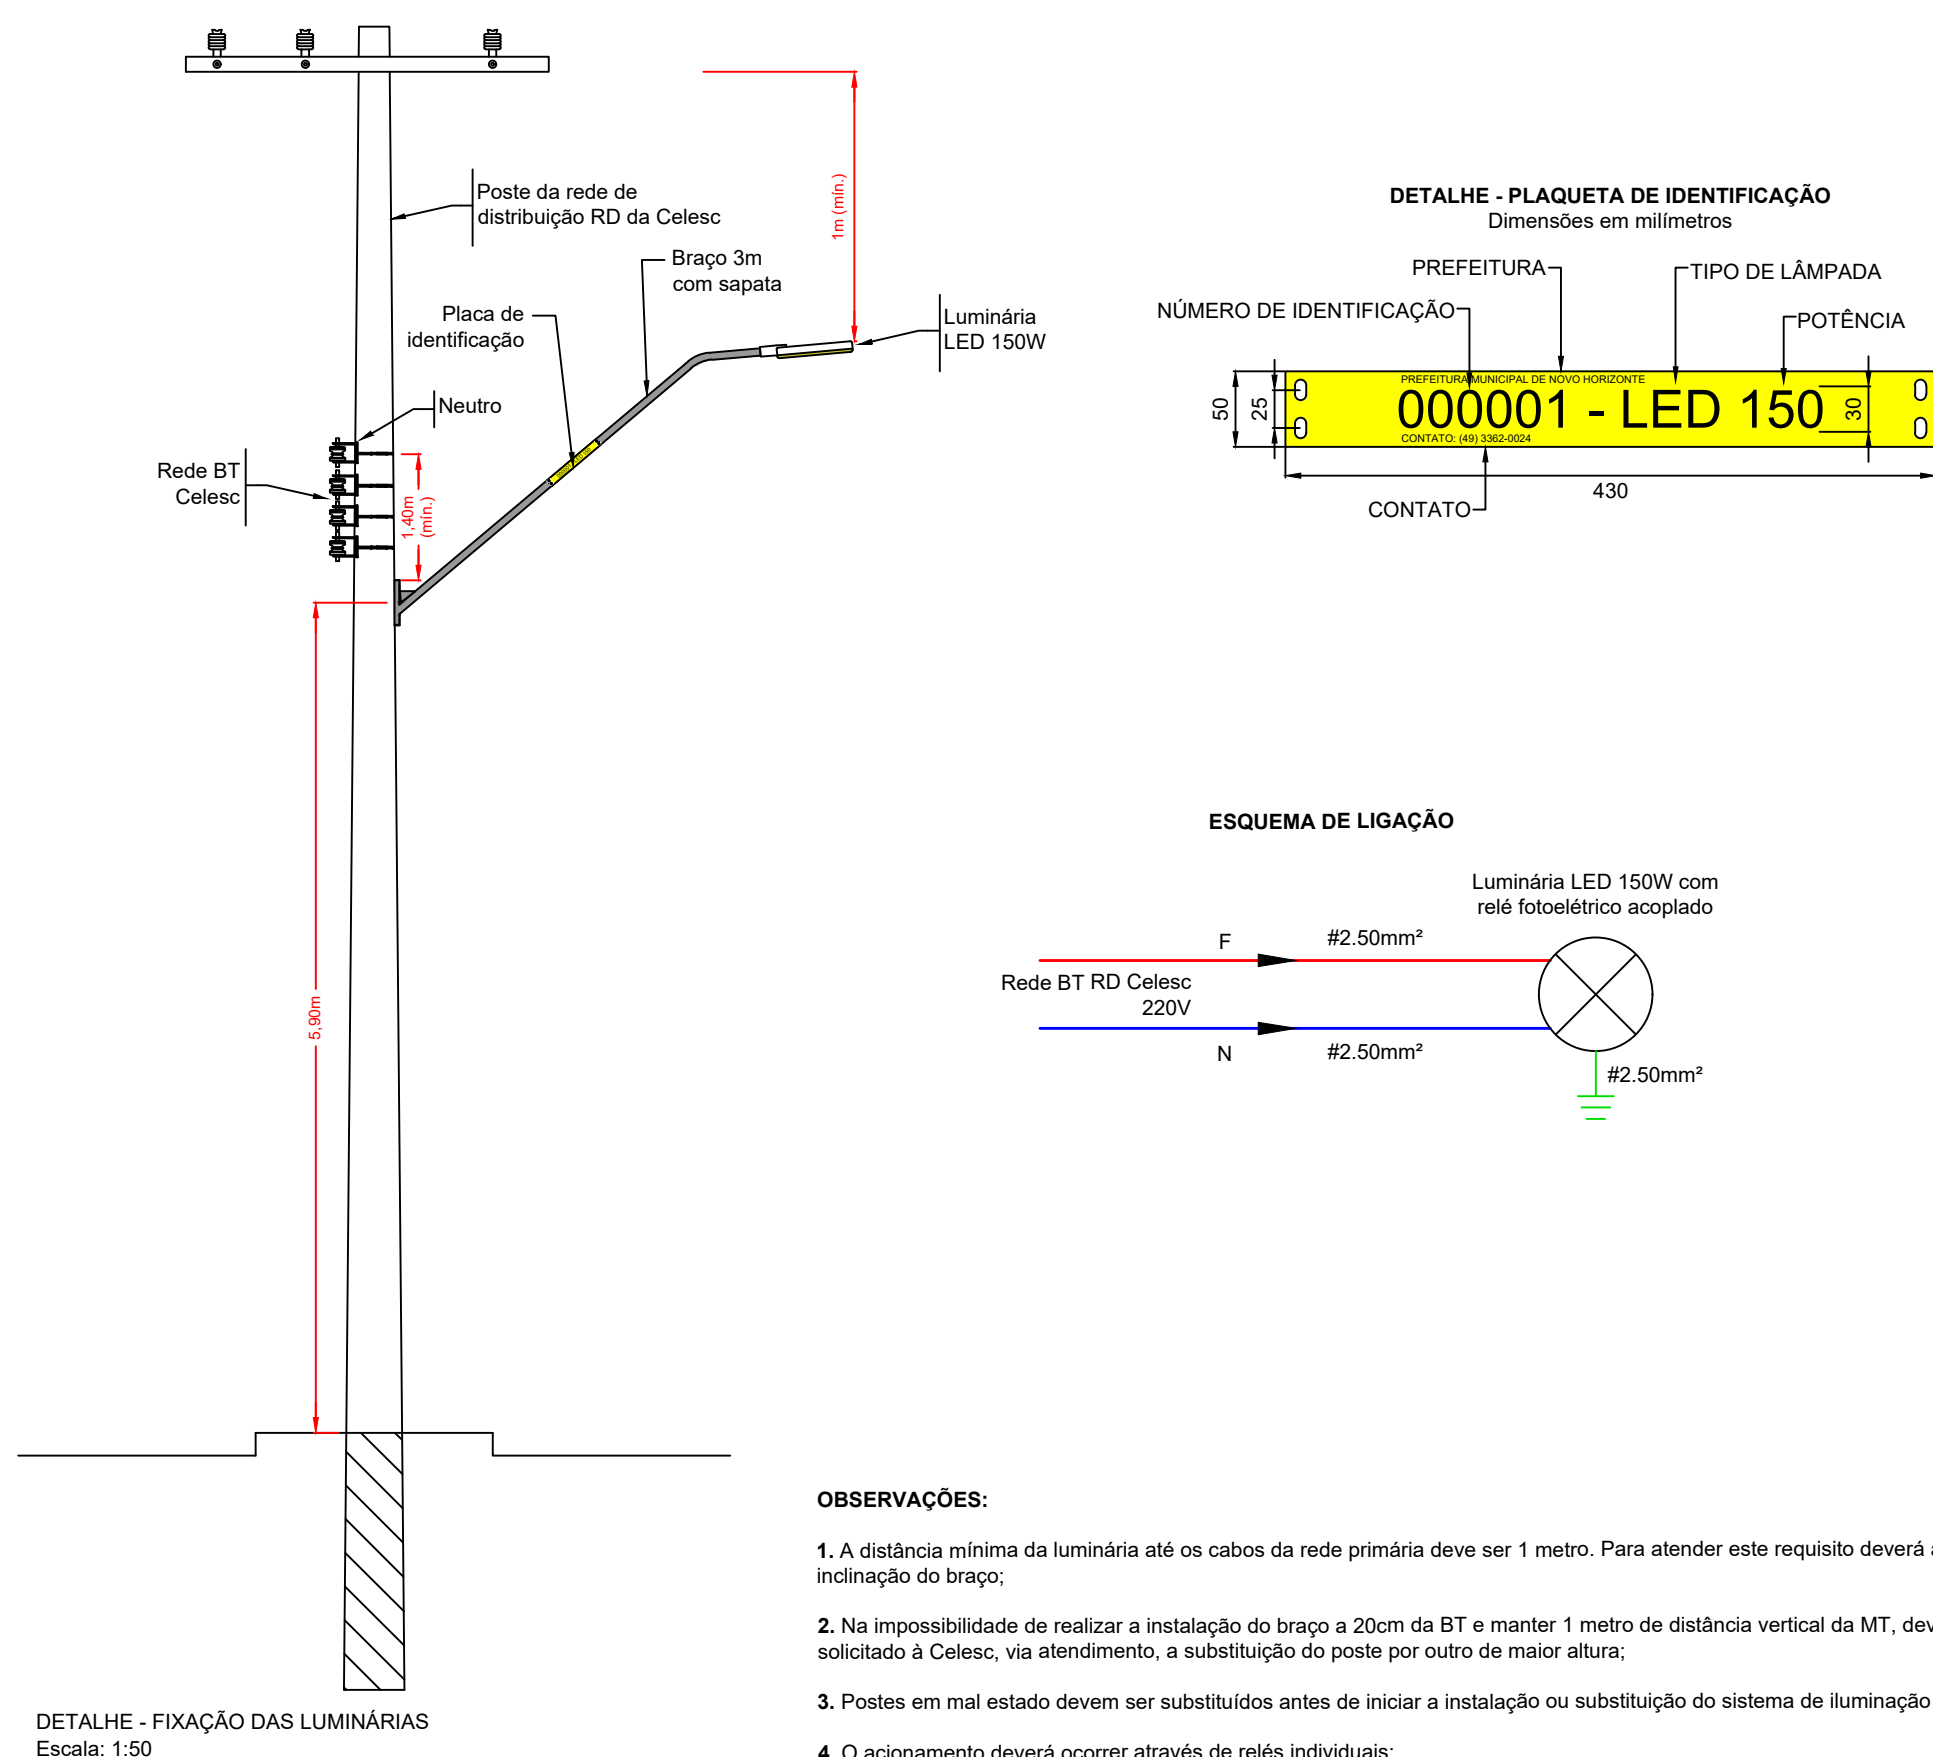 Poste da rede de
distribuição RD da Celesc
1m (mín.)
Braço 3m
com sapata
Placa de
identificação
Luminária
LED 150W
Neutro
Rede BT
Celesc
1,40m
(mín.)
5,90m
DETALHE - FIXAÇÃO DAS LUMINÁRIAS
Escala: 1:50
DETALHE - PLAQUETA DE IDENTIFICAÇÃO
Dimensões em milímetros
PREFEITURA
TIPO DE LÂMPADA
NÚMERO DE IDENTIFICAÇÃO
POTÊNCIA
PREFEITURA MUNICIPAL DE NOVO HORIZONTE
000001 - LED 150
CONTATO: (49) 3362-0024
50
25
30
430
CONTATO
ESQUEMA DE LIGAÇÃO
Luminária LED 150W com
relé fotoelétrico acoplado
F
#2.50mm²
Rede BT RD Celesc
220V
N
#2.50mm²
#2.50mm²
OBSERVAÇÕES:
1. A distância mínima da luminária até os cabos da rede primária deve ser 1 metro. Para atender este requisito deverá
inclinação do braço;
2. Na impossibilidade de realizar a instalação do braço a 20cm da BT e manter 1 metro de distância vertical da MT,
solicitado à Celesc, via atendimento, a substituição do poste por outro de maior altura;
3. Postes em mal estado devem ser substituídos antes de iniciar a instalação ou substituição do sistema de iluminação
4. O acionamento deverá ocorrer através de relés individuais;